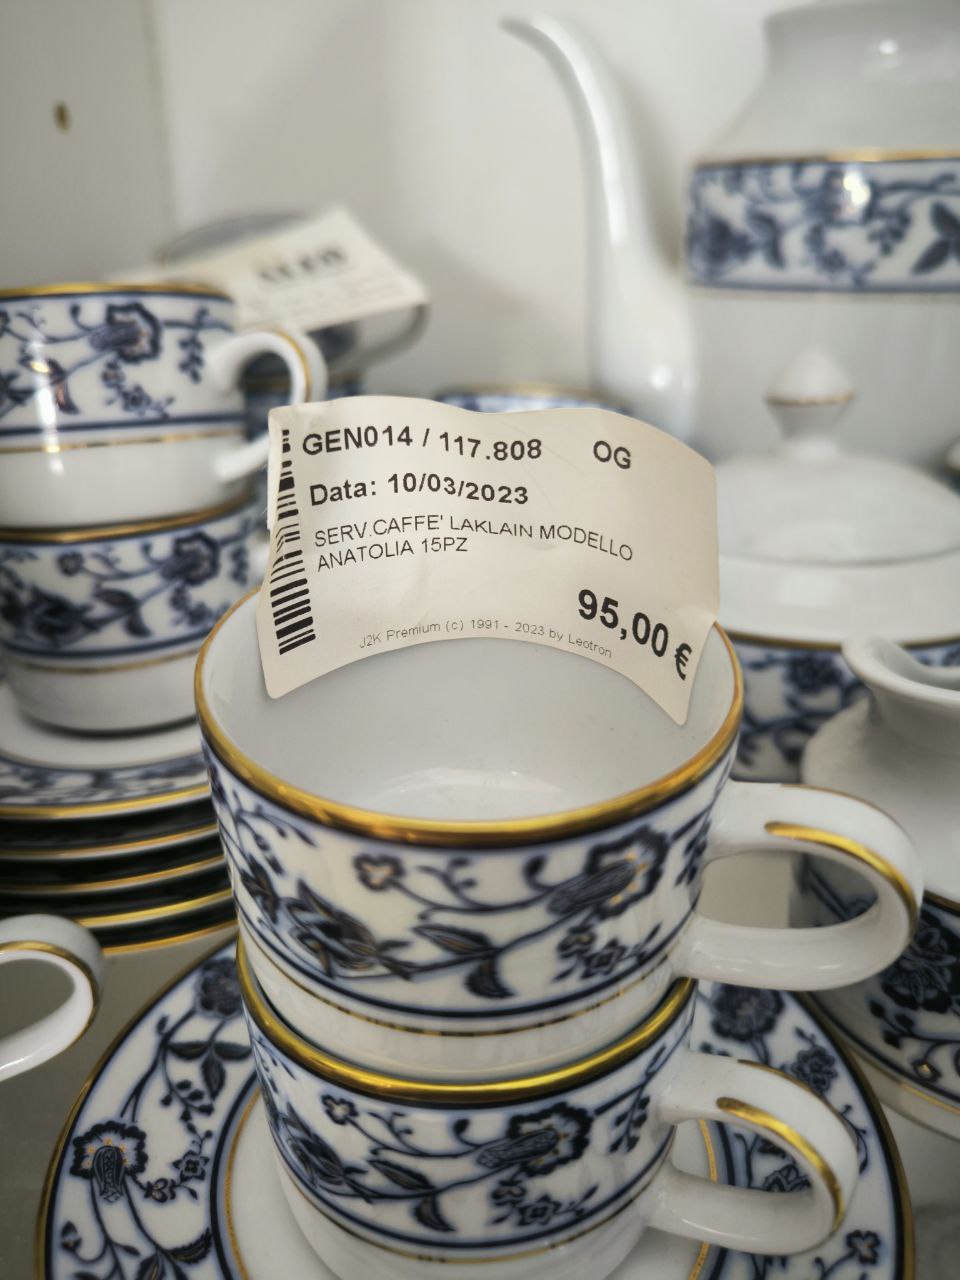 GEN014 / 117.808 OG
Data: 10/03/2023
SERV.CAFFE' LAKLAIN MODELLO
ANATOLIA 15PZ
95,00 €
J2K Premium (c) 1991 - 2023 by Leotron